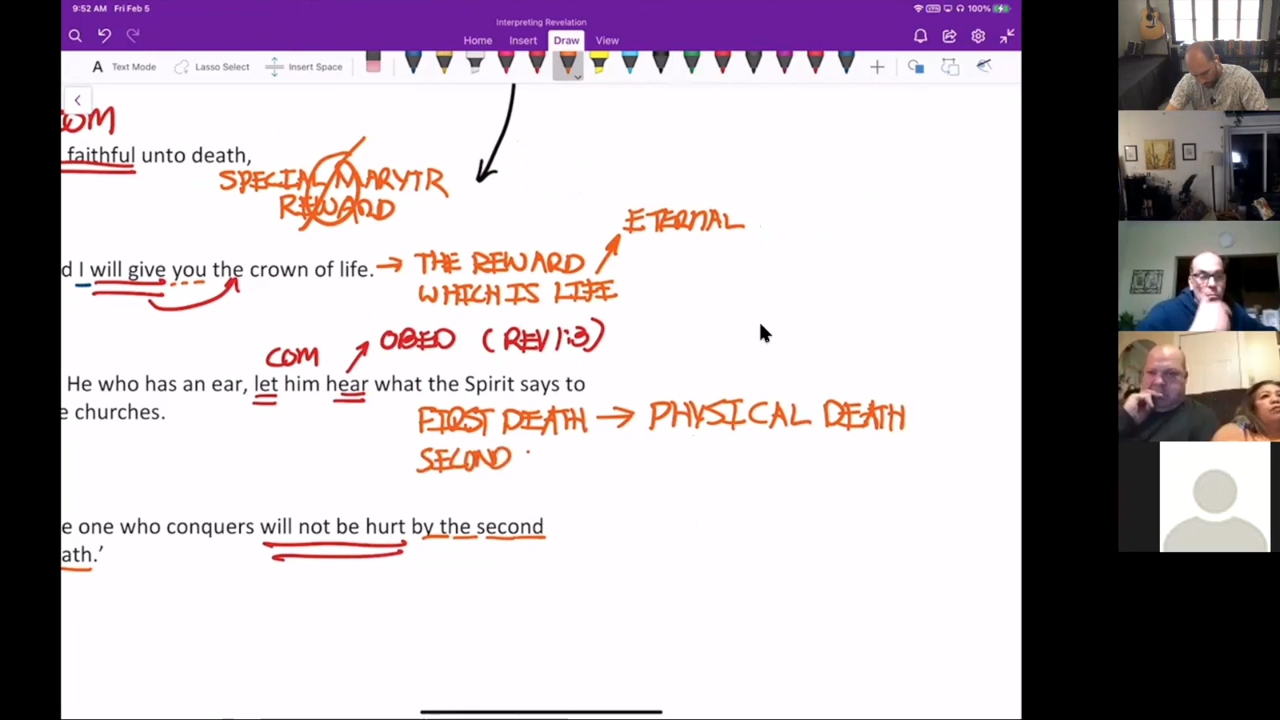 9:52 AM Fri Feb 5
100%
Interpreting Revelation
Home Insert Draw View
A Text Mode Lasso Select Insert Space
COM
faithful unto death,
SPECIAL MARYTR
REWARD
ETERNAL
d I will give you the crown of life. → THE REWARD
WHICH IS LIFE
COM OBED (REV 1:3)
He who has an ear, let him hear what the Spirit says to
e churches.
FIRST DEATH → PHYSICAL DEATH
SECOND
e one who conquers will not be hurt by the second
ath.’